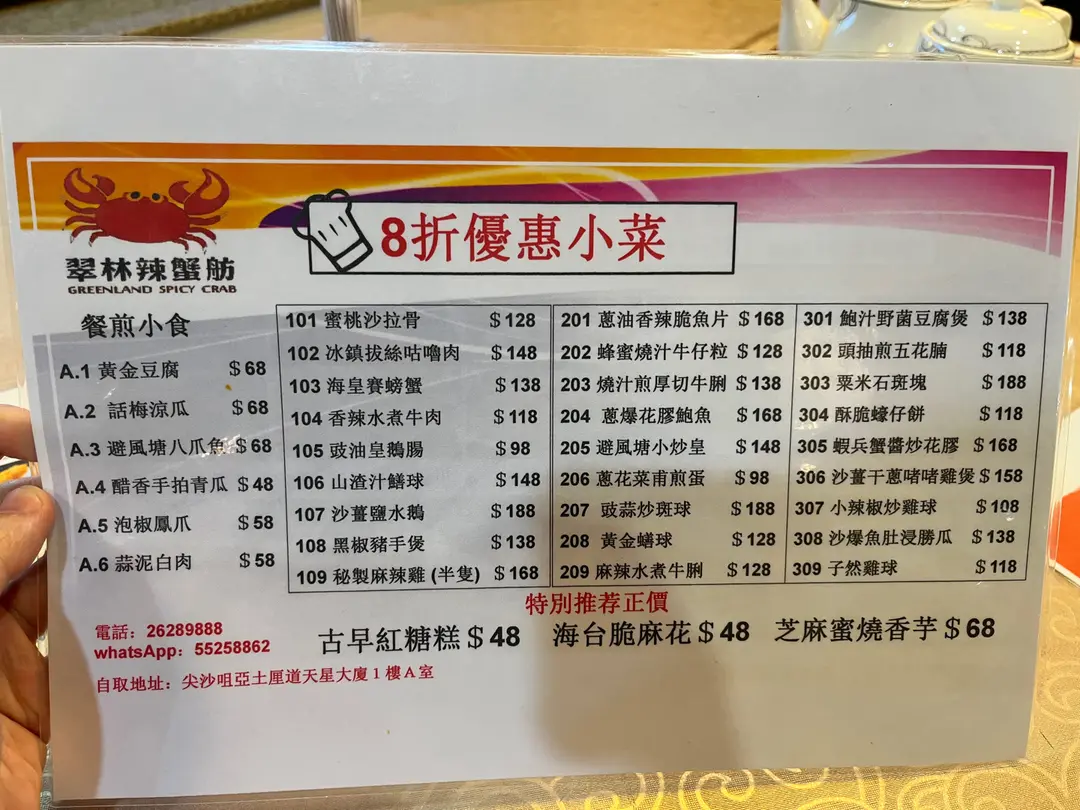 8折優惠小菜
翠林辣蟹舫
GREENLAND SPICY CRAB
餐煎小食
A.1 黃金豆腐 $68
A.2 話梅涼瓜 $68
A.3 避風塘八爪魚 $68
A.4 醋香手拍青瓜 $48
A.5 泡椒鳳爪 $58
A.6 蒜泥白肉 $58
101 蜜桃沙拉骨 $128
102 冰鎮拔絲咕嚕肉 $148
103 海皇賽螃蟹 $138
104 香辣水煮牛肉 $118
105 豉油皇鵝腸 $98
106 山渣汁鱔球 $148
107 沙薑鹽水鵝 $188
108 黑椒豬手煲 $138
109 秘製麻辣雞 (半隻) $168
201 蔥油香辣脆魚片 $168
202 蜂蜜燒汁牛仔粒 $128
203 燒汁煎厚切牛脷 $138
204 蔥爆花膠鮑魚 $168
205 避風塘小炒皇 $148
206 蔥花菜甫煎蛋 $98
207 豉蒜炒斑球 $188
208 黃金鱔球 $128
209 麻辣水煮牛脷 $128
301 鮑汁野菌豆腐煲 $138
302 頭抽煎五花腩 $118
303 粟米石斑塊 $188
304 酥脆蠔仔餅 $118
305 蝦兵蟹醬炒花膠 $168
306 沙薑干蔥啫啫雞煲 $158
307 小辣椒炒雞球 $108
308 沙爆魚肚浸勝瓜 $138
309 子然雞球 $118
特別推荐正價
古早紅糖糕 $48 海台脆麻花 $48 芝麻蜜燒香芋 $68
電話：26289888
whatsApp：55258862
自取地址：尖沙咀亞士厘道天星大廈1樓A室